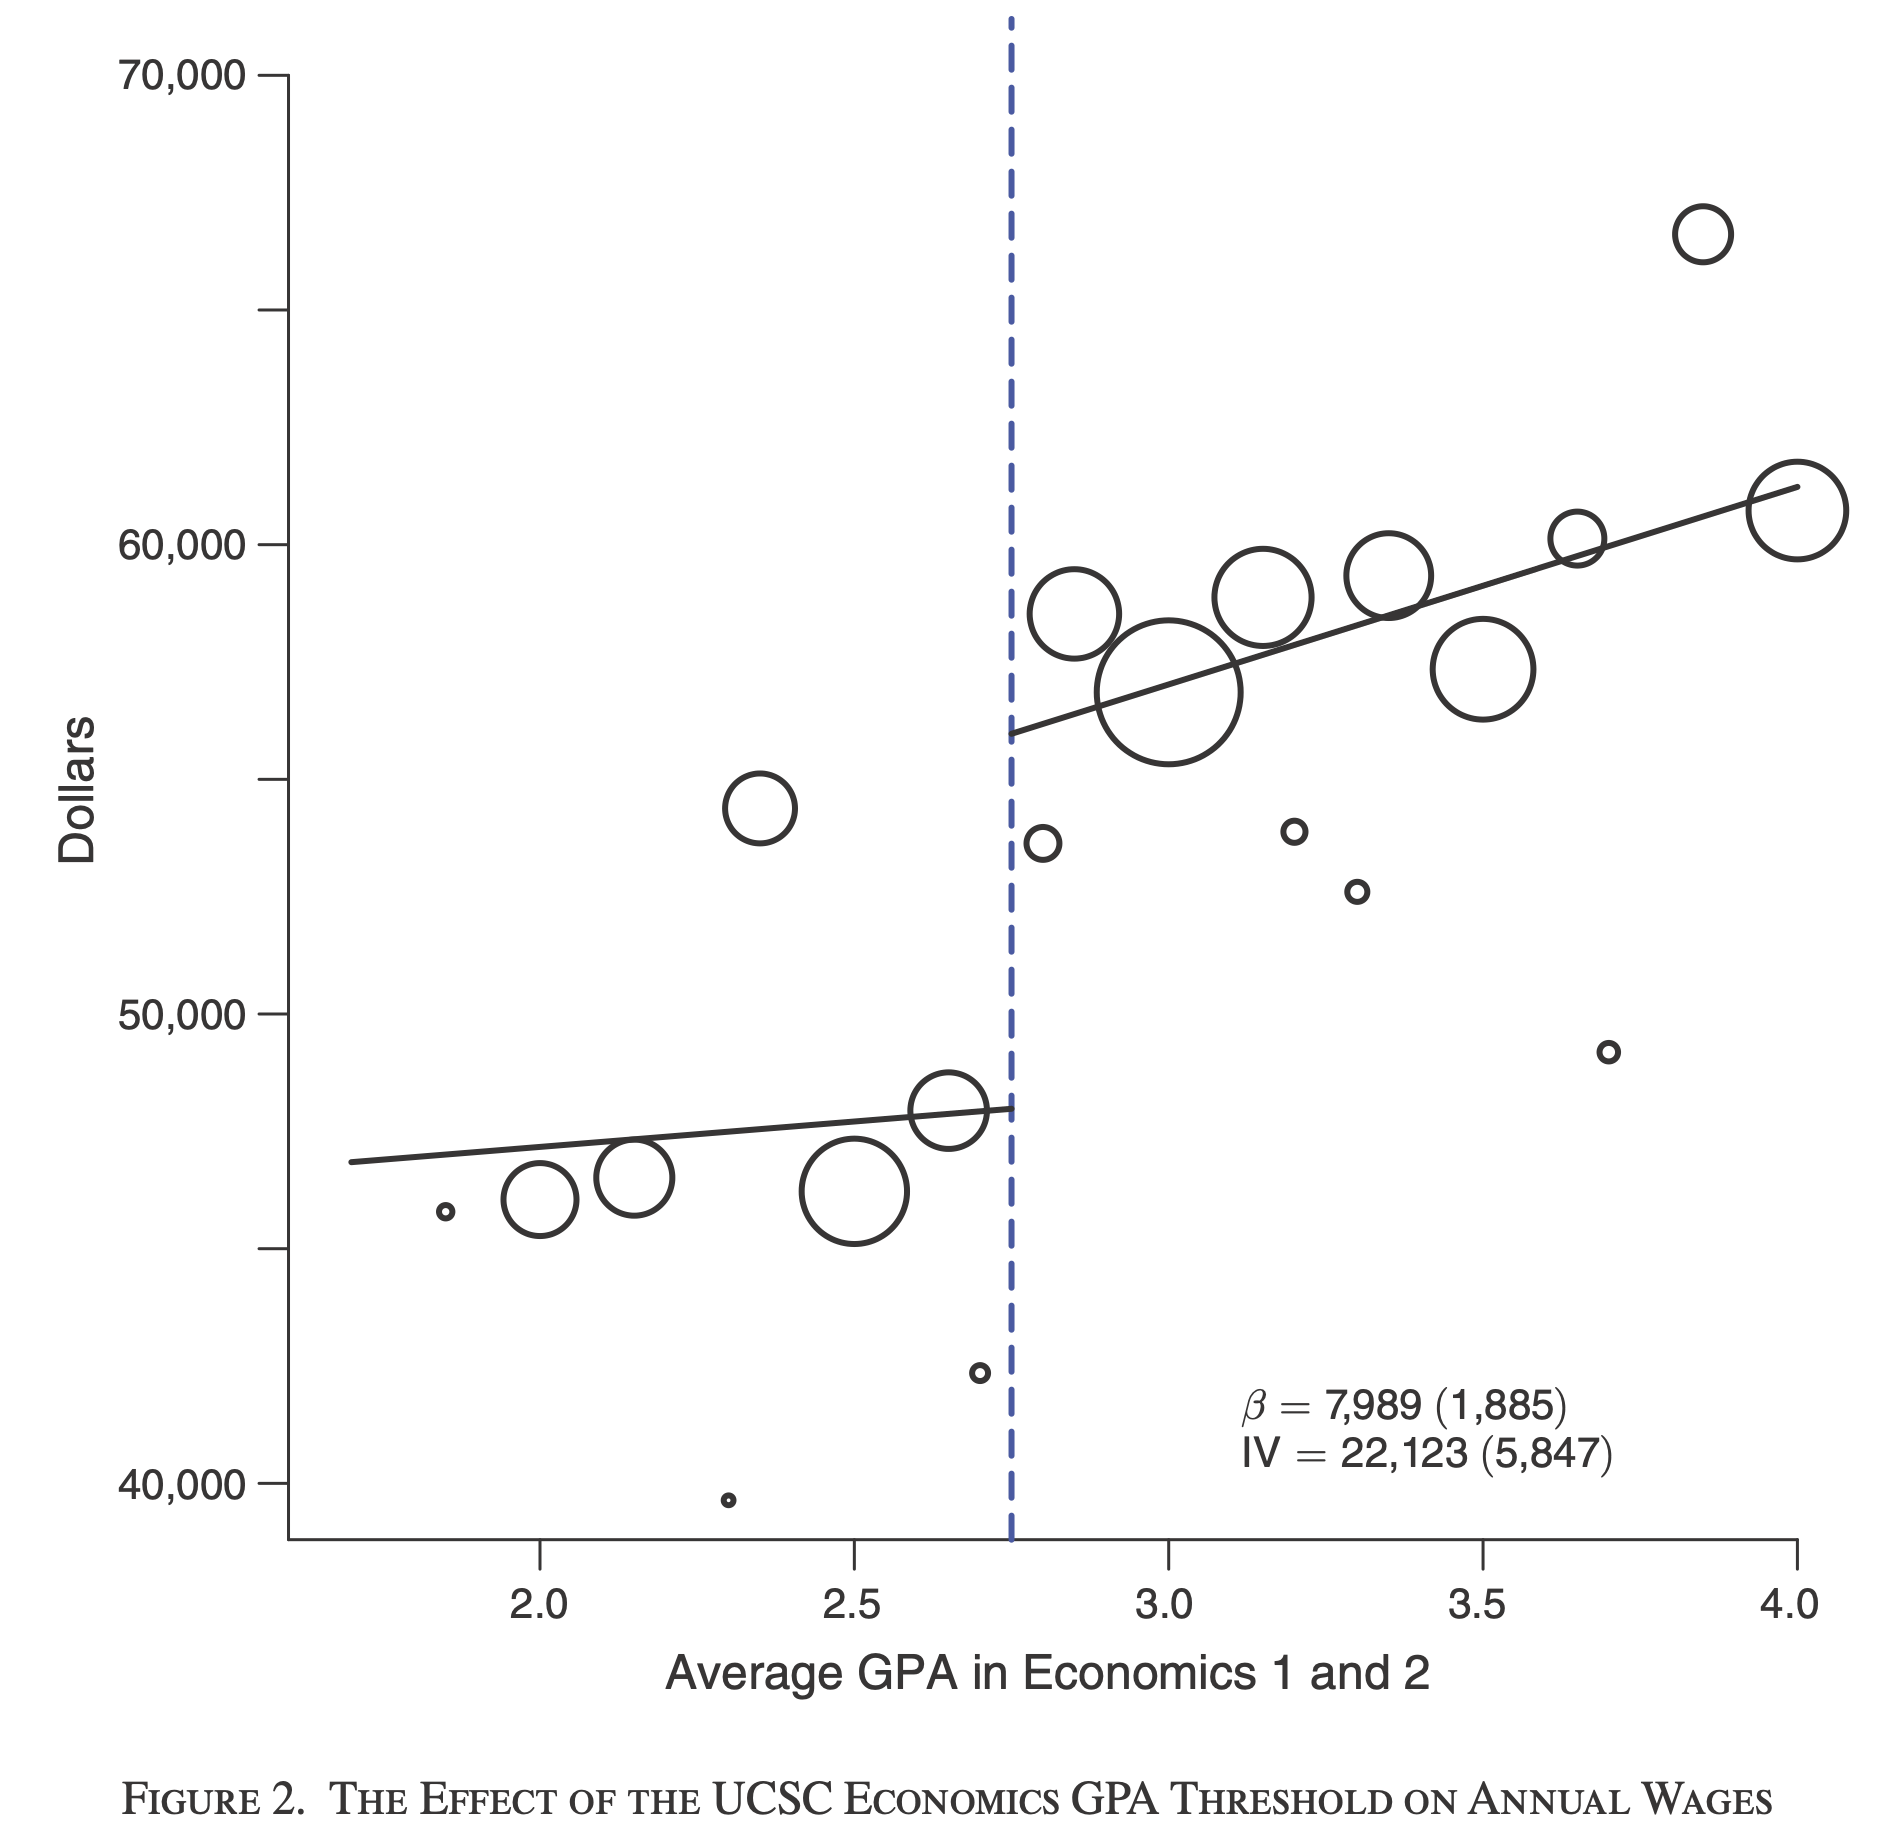 70,000
60,000
50,000
40,000
Dollars
β = 7,989 (1,885)
IV = 22,123 (5,847)
2.0 2.5 3.0 3.5 4.0
Average GPA in Economics 1 and 2
Figure 2. The Effect of the UCSC Economics GPA Threshold on Annual Wages